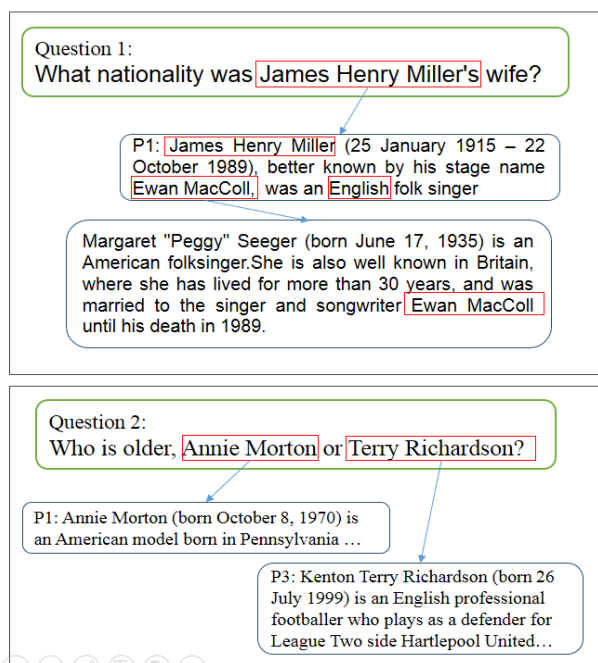 Question 1:
What nationality was James Henry Miller's wife?
P1: James Henry Miller (25 January 1915 – 22
October 1989), better known by his stage name
Ewan MacColl, was an English folk singer
Margaret "Peggy" Seeger (born June 17, 1935) is an
American folksinger.She is also well known in Britain,
where she has lived for more than 30 years, and was
married to the singer and songwriter Ewan MacColl
until his death in 1989.
Question 2:
Who is older, Annie Morton or Terry Richardson?
P1: Annie Morton (born October 8, 1970) is
an American model born in Pennsylvania …
P3: Kenton Terry Richardson (born 26
July 1999) is an English professional
footballer who plays as a defender for
League Two side Hartlepool United…